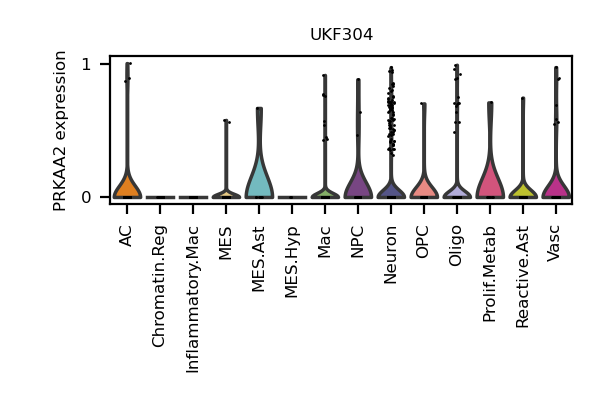 UKF304
PRKAA2 expression
1
0
AC
Chromatin.Reg
Inflammatory.Mac
MES
MES.Ast
MES.Hyp
Mac
NPC
Neuron
OPC
Oligo
Prolif.Metab
Reactive.Ast
Vasc